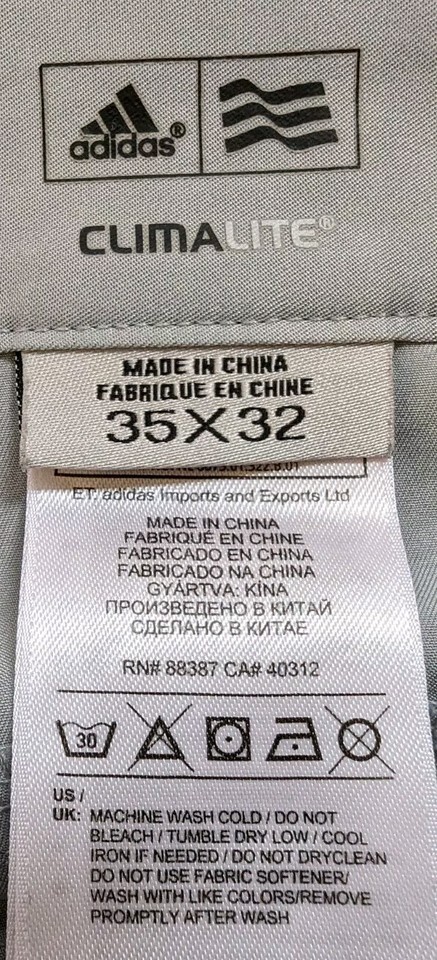 adidas®
CLIMALITE®
MADE IN CHINA
FABRIQUE EN CHINE
35X32
ET. adidas Imports and Exports Ltd
MADE IN CHINA
FABRIQUÉ EN CHINE
FABRICADO EN CHINA
FABRICADO NA CHINA
GYÁRTVA: KÍNA
ПРОИЗВЕДЕНО В КИТАЙ
СДЕЛАНО В КИТАЕ
RN# 88387 CA# 40312
30
US /
UK: MACHINE WASH COLD / DO NOT
BLEACH / TUMBLE DRY LOW / COOL
IRON IF NEEDED / DO NOT DRYCLEAN
DO NOT USE FABRIC SOFTENER/
WASH WITH LIKE COLORS/REMOVE
PROMPTLY AFTER WASH